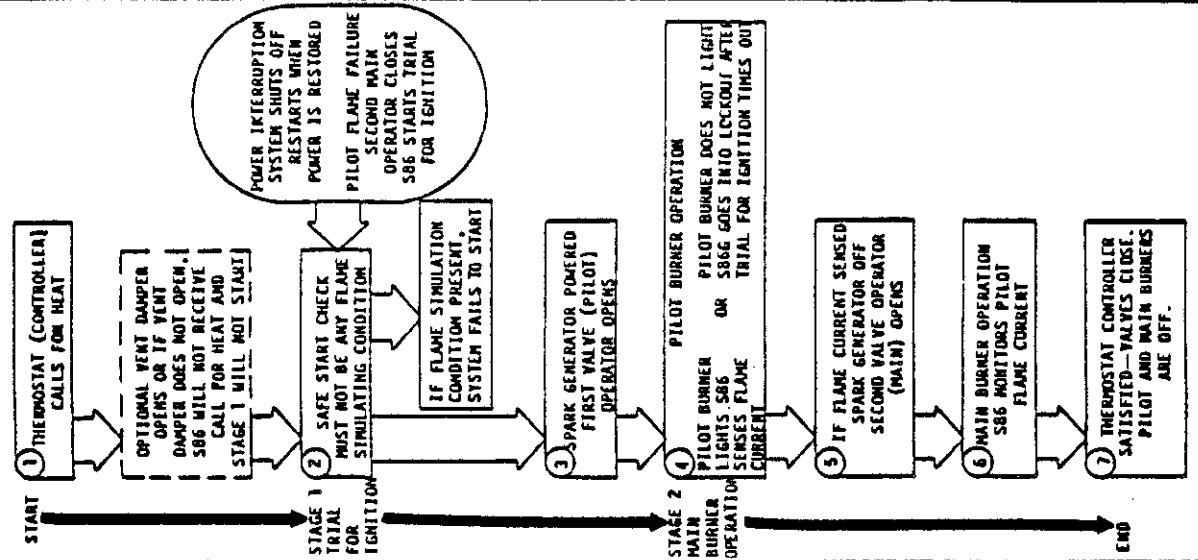 START
1 THERMOSTAT (CONTROLLER)
CALLS FOR HEAT
OPTIONAL VENT DAMPER
OPENS OR IF VENT
DAMPER DOES NOT OPEN.
S86 WILL NOT RECEIVE
CALL FOR HEAT AND
STAGE 1 WILL NOT START
STAGE 1
TRIAL
FOR
IGNITION
2 SAFE START CHECK
MUST NOT BE ANY FLAME
SIMULATING CONDITION
POWER INTERRUPTION
SYSTEM SHUTS OFF
RESTARTS WHEN
POWER IS RESTORED
PILOT FLAME FAILURE
SECOND MAIN
OPERATOR CLOSES
S86 STARTS TRIAL
FOR IGNITION
IF FLAME SIMULATION
CONDITION PRESENT,
SYSTEM FAILS TO START
3 SPARK GENERATOR POWERED
FIRST VALVE (PILOT)
OPERATOR OPENS
STAGE 2
MAIN
BURNER
OPERATION
4 PILOT BURNER OPERATION
PILOT BURNER
LIGHTS. S86
SENSES FLAME
CURRENT
OR
PILOT BURNER DOES NOT LIGHT
S86G GOES INTO LOCKOUT AFTER
TRIAL FOR IGNITION TIMES OUT
5 IF FLAME CURRENT SENSED
SPARK GENERATOR OFF
SECOND VALVE OPERATOR
(MAIN) OPENS
6 MAIN BURNER OPERATION
S86 MONITORS PILOT
FLAME CURRENT
7 THERMOSTAT CONTROLLER
SATISFIED—VALVES CLOSE.
PILOT AND MAIN BURNERS
ARE OFF.
END